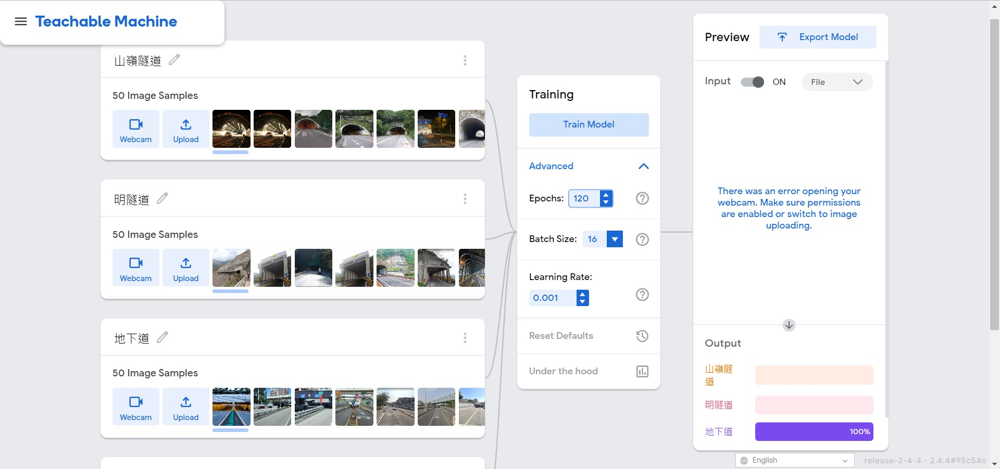 Teachable Machine
山嶺隧道
50 Image Samples
Webcam
Upload
明隧道
50 Image Samples
Webcam
Upload
地下道
50 Image Samples
Webcam
Upload
Training
Train Model
Advanced
Epochs: 120
Batch Size: 16
Learning Rate:
0.001
Reset Defaults
Under the hood
Preview
Export Model
Input ON File
There was an error opening your
webcam. Make sure permissions
are enabled or switch to image
uploading.
Output
山嶺隧
道
明隧道
地下道 100%
English
release-2-4-4 - 2.4.4#95c54c